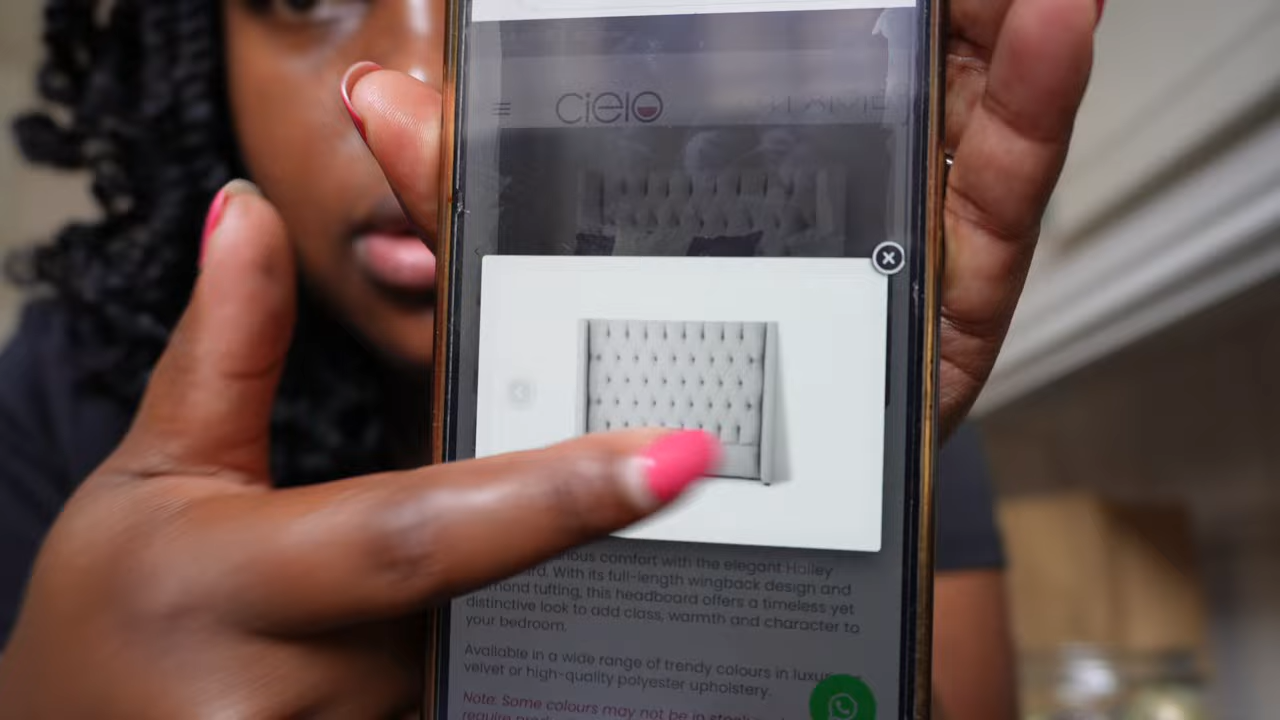 cielo
HOME
comfort with the elegant Hailey
With its full-length wingback design and
tufting, this headboard offers a timeless yet
distinctive look to add class, warmth and character to
your bedroom.
Available in a wide range of trendy colours in
velvet or high-quality polyester upholstery.
Note: Some colours may not be in
require